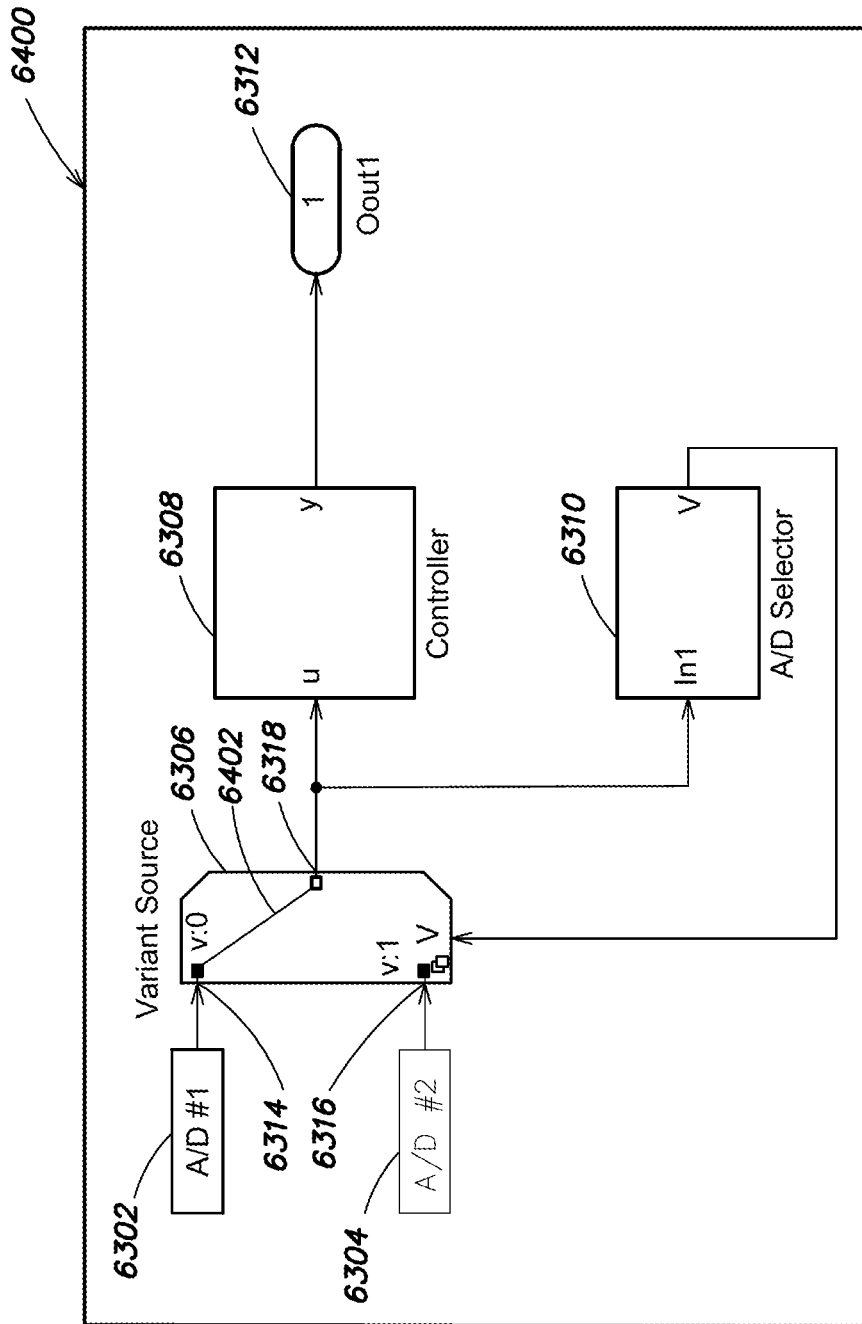 6400
Variant Source
6306
6402
6318
6302
A/D #1
6314
v:0
6316
v:1
V
6304
A/D #2
6308
u
y
Controller
6312
1
Oout1
6310
In1
V
A/D Selector